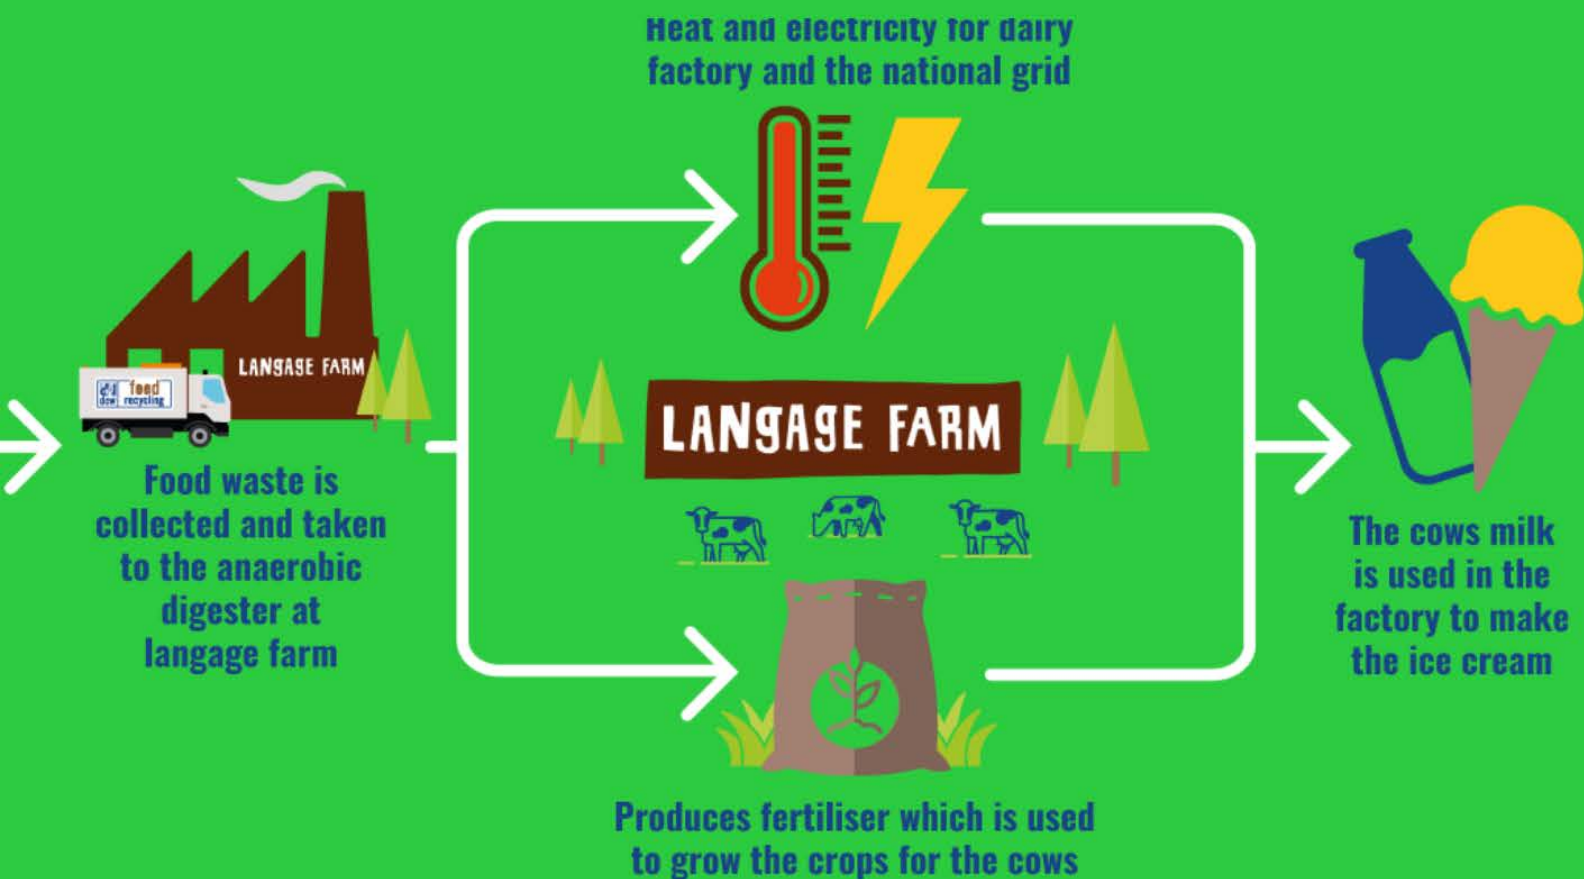 Heat and electricity for dairy
factory and the national grid
LANGAGE FARM
food
dcw recycling
Food waste is
collected and taken
to the anaerobic
digester at
langage farm
LANGAGE FARM
The cows milk
is used in the
factory to make
the ice cream
Produces fertiliser which is used
to grow the crops for the cows